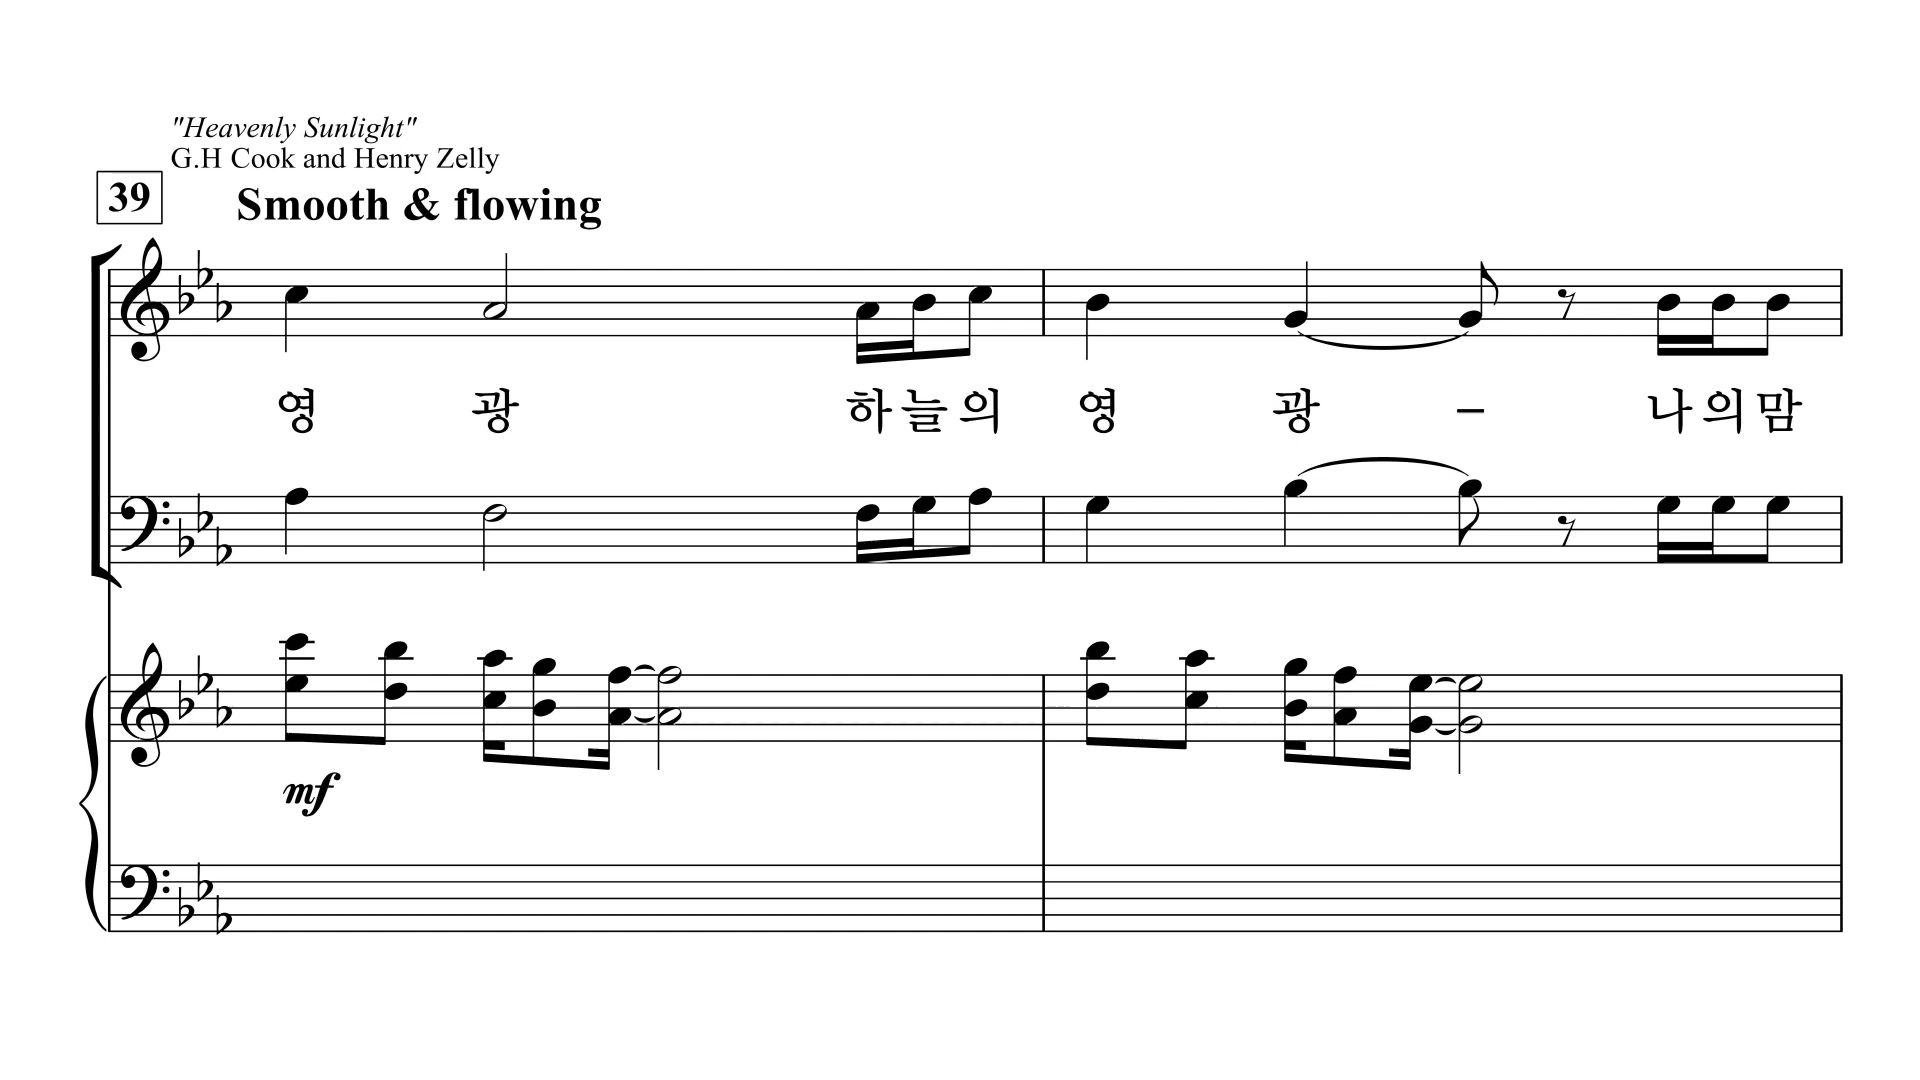 "Heavenly Sunlight"
G.H Cook and Henry Zelly
39
Smooth & flowing
영 광 하 늘 의 영 광 – 나 의 맘
mf